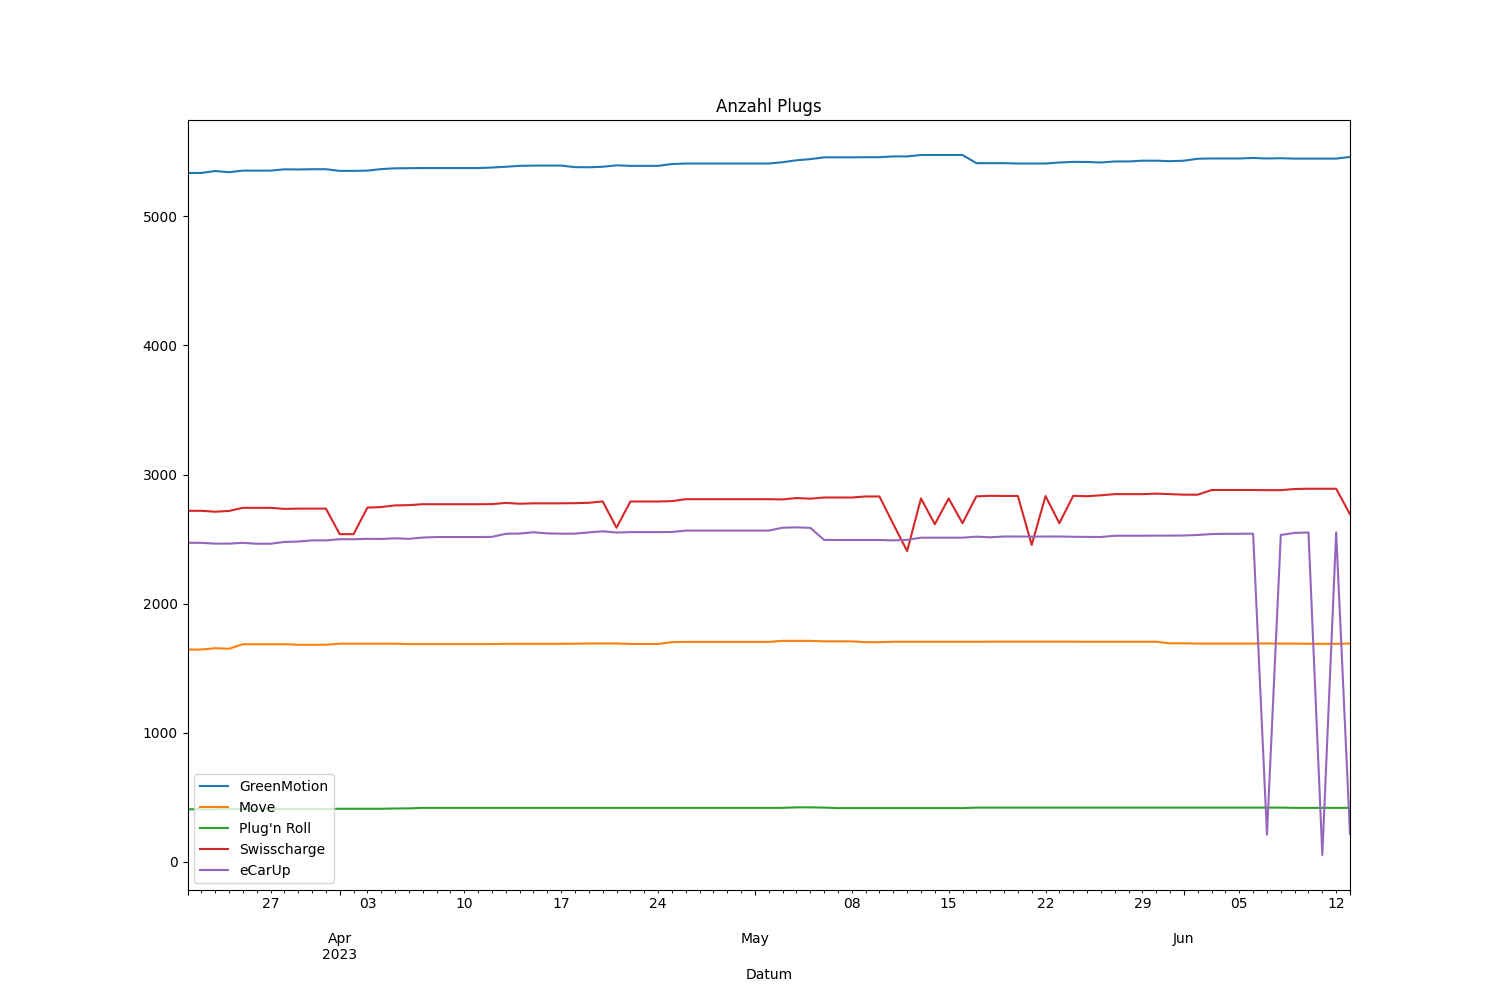 Anzahl Plugs
5000
4000
3000
2000
1000
0
GreenMotion
Move
Plug'n Roll
Swisscharge
eCarUp
27 03 10 17 24 08 15 22 29 05 12
Apr May Jun
2023
Datum